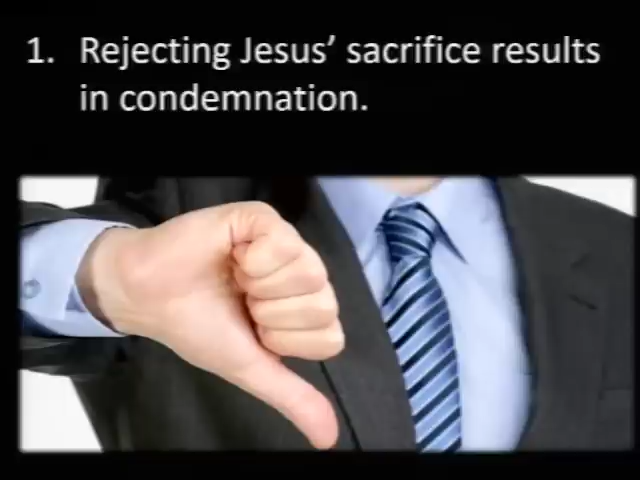 1. Rejecting Jesus’ sacrifice results
in condemnation.